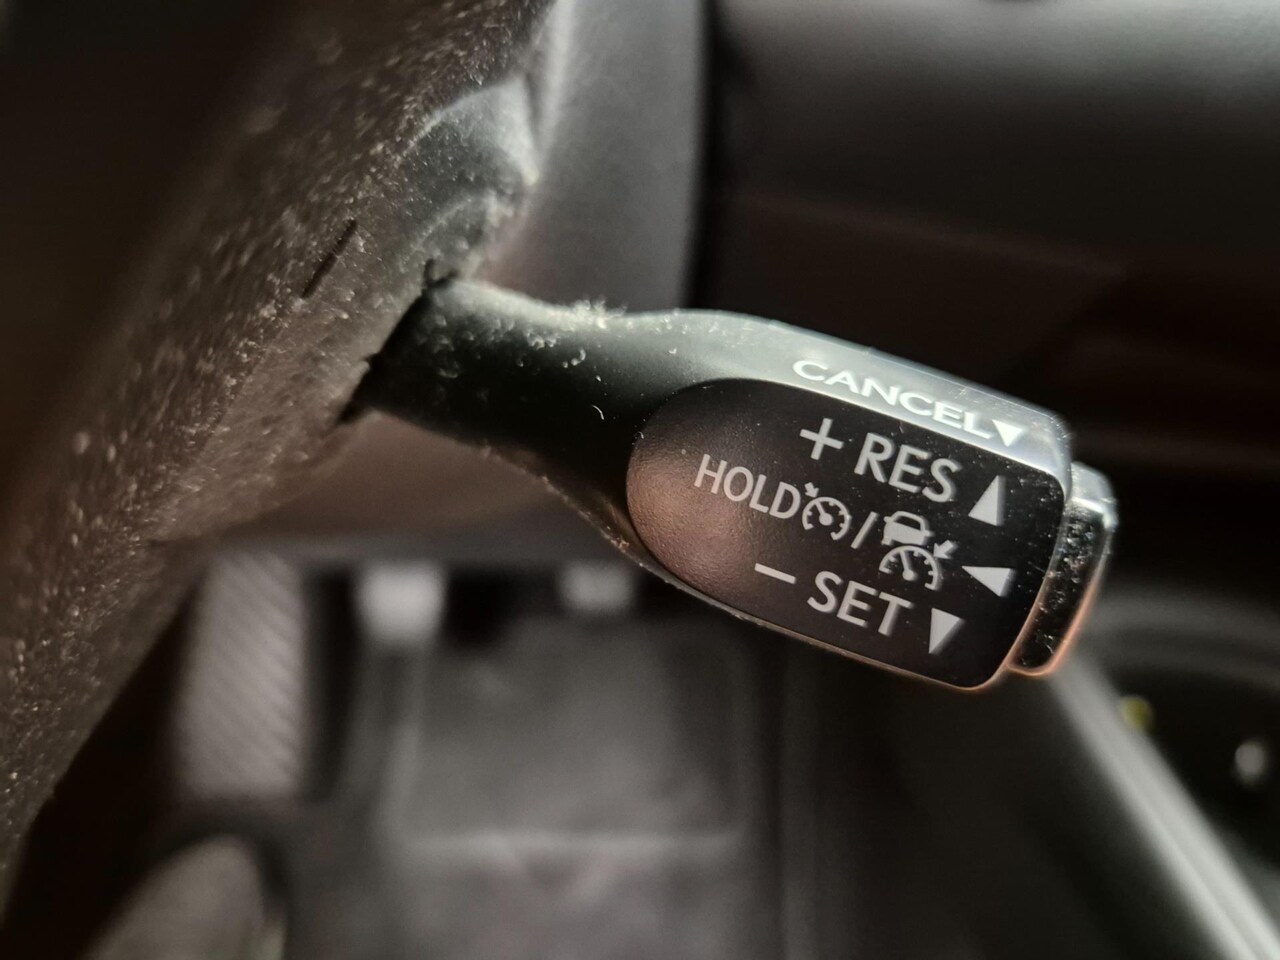 CANCEL▼
+ RES ▲
HOLD / ◀
− SET ▼